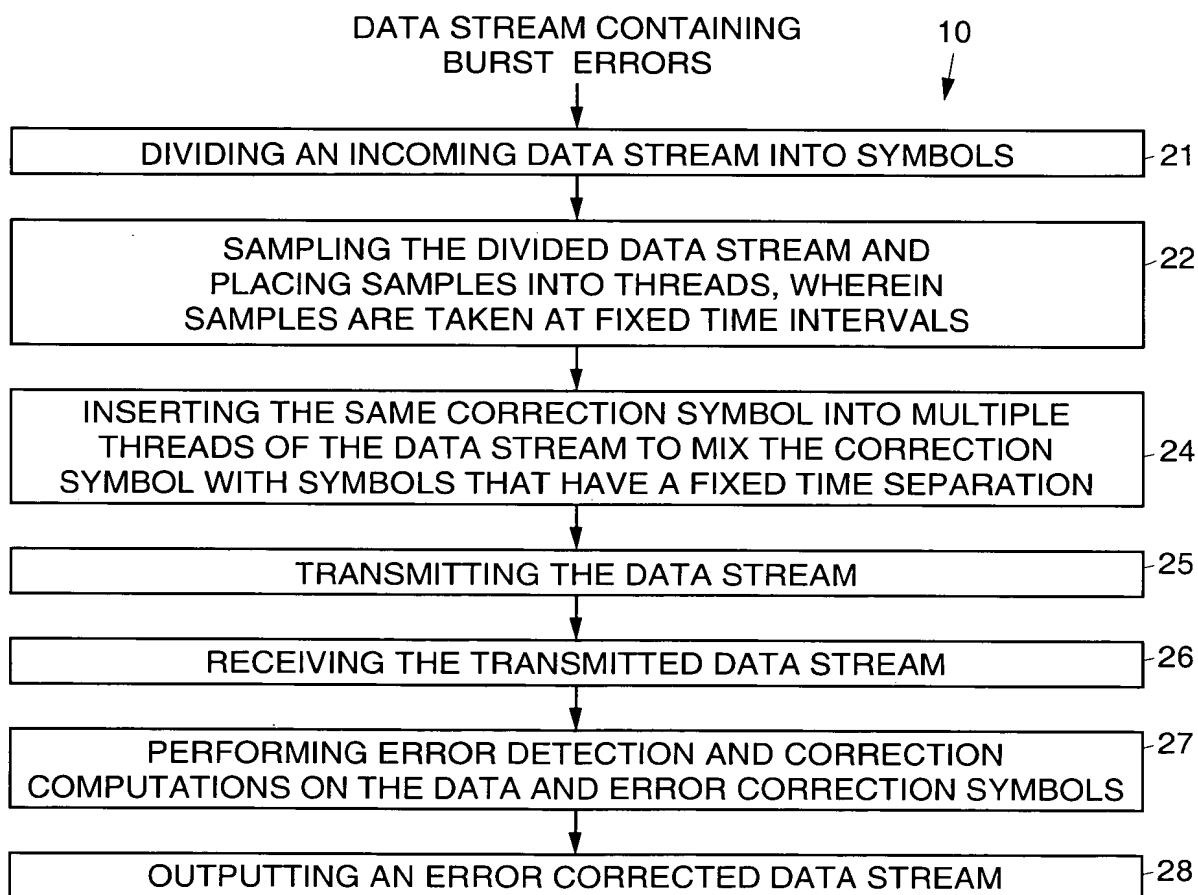 DATA STREAM CONTAINING
BURST ERRORS
10
DIVIDING AN INCOMING DATA STREAM INTO SYMBOLS
21
SAMPLING THE DIVIDED DATA STREAM AND
PLACING SAMPLES INTO THREADS, WHEREIN
SAMPLES ARE TAKEN AT FIXED TIME INTERVALS
22
INSERTING THE SAME CORRECTION SYMBOL INTO MULTIPLE
THREADS OF THE DATA STREAM TO MIX THE CORRECTION
SYMBOL WITH SYMBOLS THAT HAVE A FIXED TIME SEPARATION
24
TRANSMITTING THE DATA STREAM
25
RECEIVING THE TRANSMITTED DATA STREAM
26
PERFORMING ERROR DETECTION AND CORRECTION
COMPUTATIONS ON THE DATA AND ERROR CORRECTION SYMBOLS
27
OUTPUTTING AN ERROR CORRECTED DATA STREAM
28